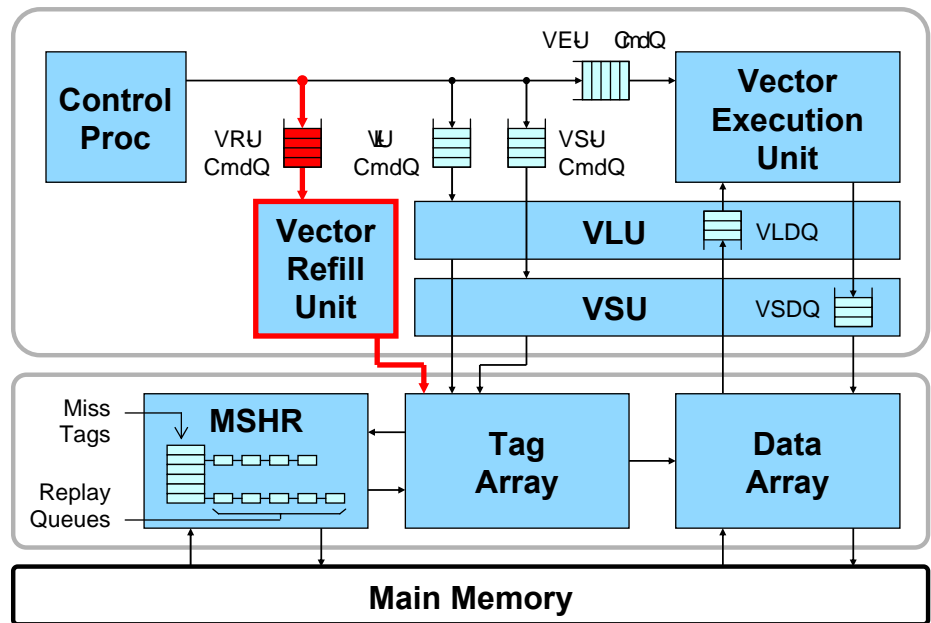 VEU-CmdQ
Control
Proc
Vector
Execution
Unit
VRU-
CmdQ
VLU-
CmdQ
VSU-
CmdQ
Vector
Refill
Unit
VLU
VLDQ
VSU
VSDQ
Miss
Tags
MSHR
Tag
Array
Data
Array
Replay
Queues
Main Memory